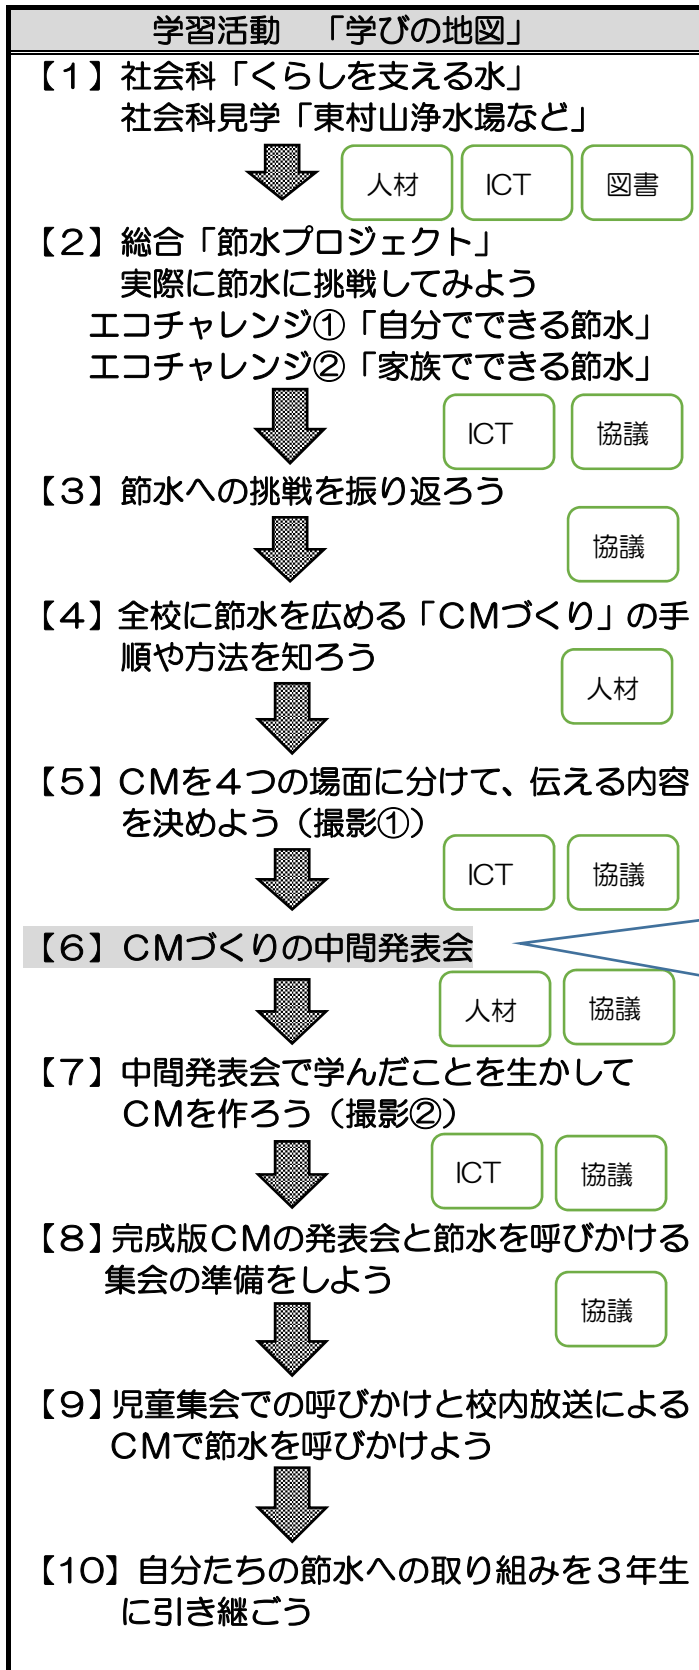 学習活動　「学びの地図」
【１】社会科「くらしを支える水」
社会科見学「東村山浄水場など」
人材　ICT　図書
【２】総合「節水プロジェクト」
実際に節水に挑戦してみよう
エコチャレンジ①「自分でできる節水」
エコチャレンジ②「家族でできる節水」
ICT　協議
【３】節水への挑戦を振り返ろう
協議
【４】全校に節水を広める「ＣＭづくり」の手
順や方法を知ろう
人材
【５】ＣＭを４つの場面に分けて、伝える内容
を決めよう（撮影①）
ICT　協議
【６】ＣＭづくりの中間発表会
人材　協議
【７】中間発表会で学んだことを生かして
ＣＭを作ろう（撮影②）
ICT　協議
【８】完成版ＣＭの発表会と節水を呼びかける
集会の準備をしよう
協議
【９】児童集会での呼びかけと校内放送による
ＣＭで節水を呼びかけよう
【10】自分たちの節水への取り組みを３年生
に引き継ごう